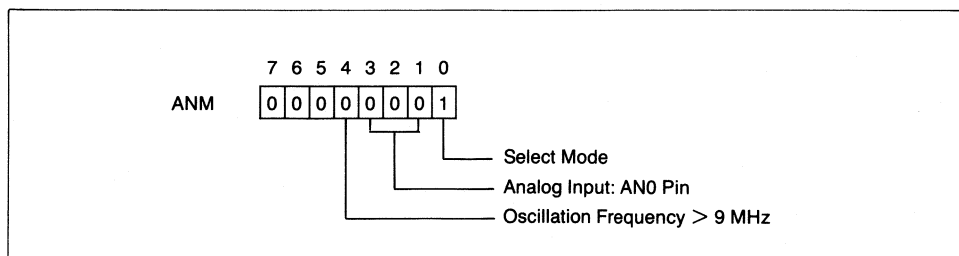 7 6 5 4 3 2 1 0
ANM 0 0 0 0 0 0 0 1
Select Mode
Analog Input: AN0 Pin
Oscillation Frequency > 9 MHz